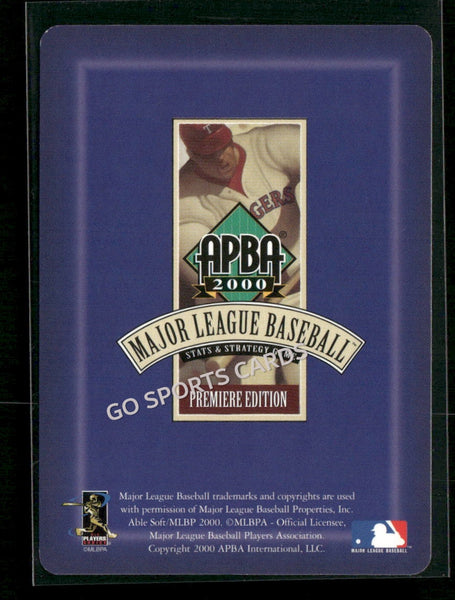 T
GERS
APBA®
2000
MAJOR LEAGUE BASEBALL™
STATS & STRATEGY
GO SPORTS CARDS
PREMIERE EDITION
Major League Baseball trademarks and copyrights are used
with permission of Major League Baseball Properties, Inc.
Able Soft/MLBP 2000. ©MLBPA - Official Licensee,
Major League Baseball Players Association.
Copyright 2000 APBA International, LLC.
PLAYERS
©MLBPA
MAJOR LEAGUE BASEBALL